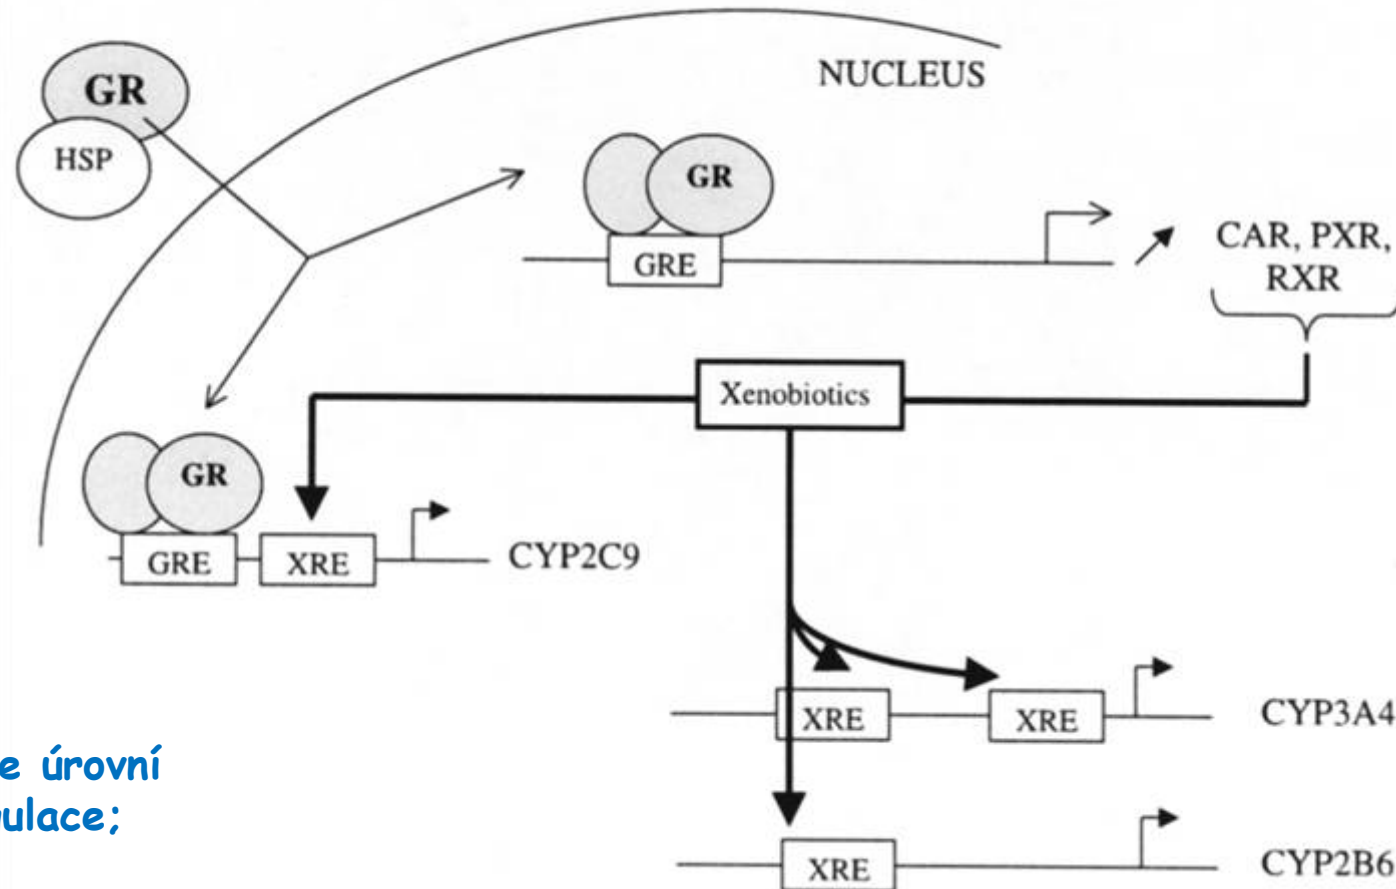 NUCLEUS
GR
HSP
GR
GRE
CAR, PXR,
RXR
Xenobiotics
GR
GRE
XRE
CYP2C9
XRE
XRE
CYP3A4
XRE
CYP2B6
e úrovní
ulace;